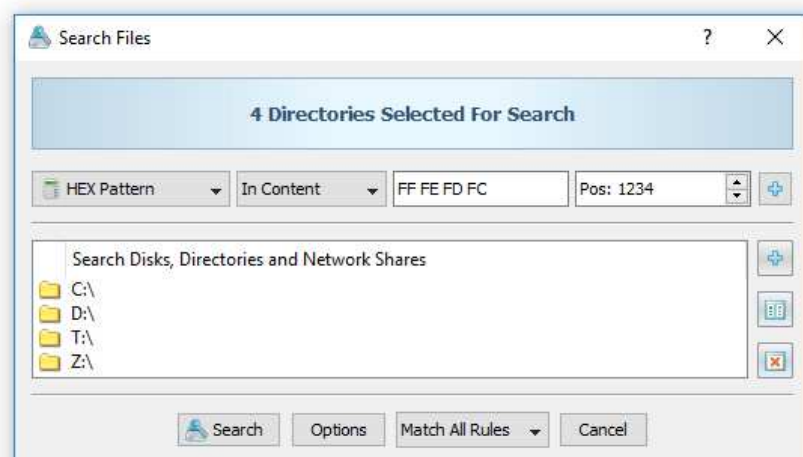 Search Files
4 Directories Selected For Search
HEX Pattern In Content FF FE FD FC Pos: 1234
Search Disks, Directories and Network Shares
C:\
D:\
T:\
Z:\
Search Options Match All Rules Cancel